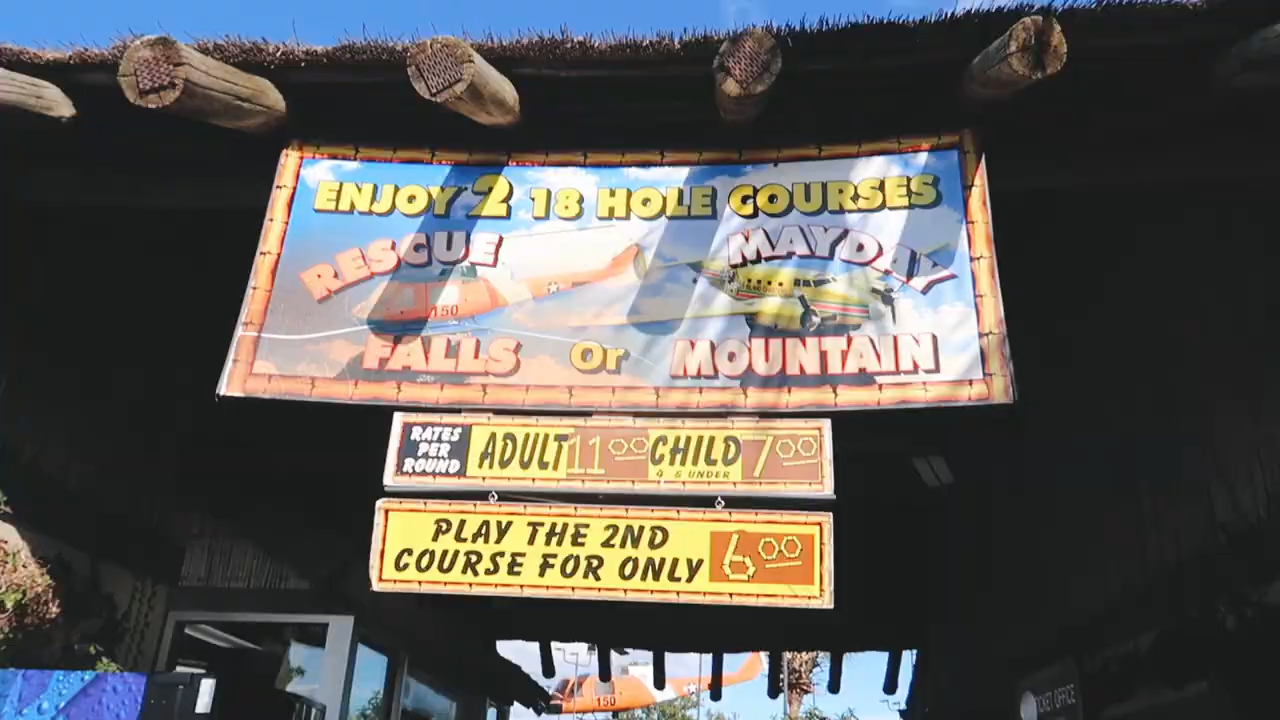 ENJOY 2 18 HOLE COURSES
RESCUE
FALLS
Or
MAYDAY
MOUNTAIN
150
RATES
PER
ROUND
ADULT 11 00
CHILD 7 00
& UNDER
PLAY THE 2ND
COURSE FOR ONLY
6 00
150
TICKET OFFICE